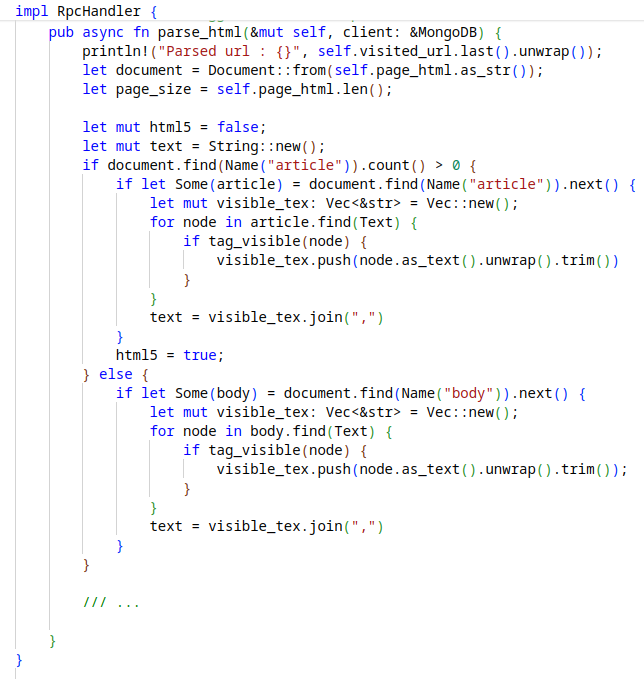 impl RpcHandler {
    pub async fn parse_html(&mut self, client: &MongoDB) {
        println!("Parsed url : {}", self.visited_url.last().unwrap());
        let document = Document::from(self.page_html.as_str());
        let page_size = self.page_html.len();

        let mut html5 = false;
        let mut text = String::new();
        if document.find(Name("article")).count() > 0 {
            if let Some(article) = document.find(Name("article")).next() {
                let mut visible_tex: Vec<&str> = Vec::new();
                for node in article.find(Text) {
                    if tag_visible(node) {
                        visible_tex.push(node.as_text().unwrap().trim())
                    }
                }
                text = visible_tex.join(",")
            }
            html5 = true;
        } else {
            if let Some(body) = document.find(Name("body")).next() {
                let mut visible_tex: Vec<&str> = Vec::new();
                for node in body.find(Text) {
                    if tag_visible(node) {
                        visible_tex.push(node.as_text().unwrap().trim());
                    }
                }
                text = visible_tex.join(",")
            }
        }

        /// ...

    }
}